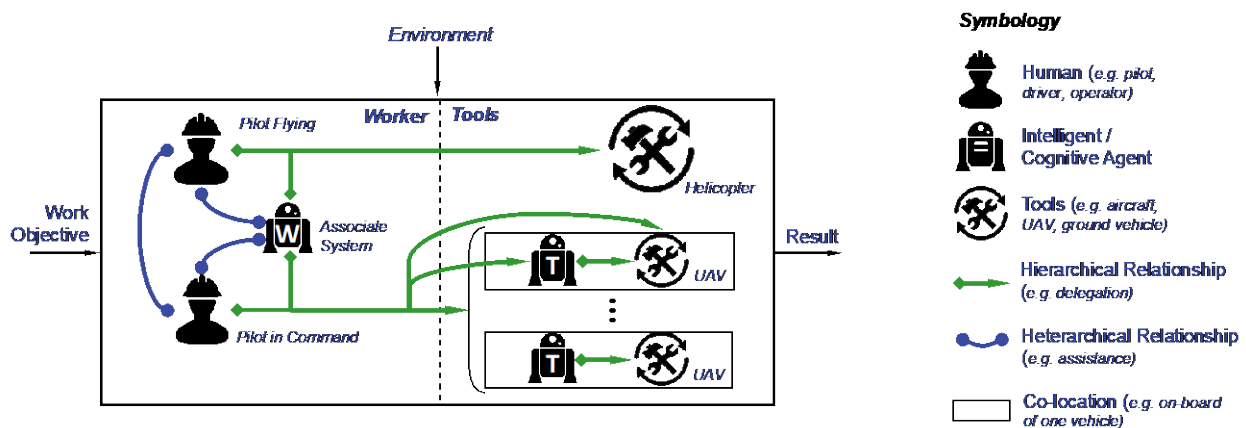 Environment
Worker
Tools
Pilot Flying
Helicopter
Work
Objective
W
Associate
System
T
UAV
Result
Pilot in Command
T
UAV
Symbology
Human (e.g. pilot,
driver, operator)
Intelligent /
Cognitive Agent
Tools (e.g. aircraft,
UAV, ground vehicle)
Hierarchical Relationship
(e.g. delegation)
Heterarchical Relationship
(e.g. assistance)
Co-location (e.g. on-board
of one vehicle)